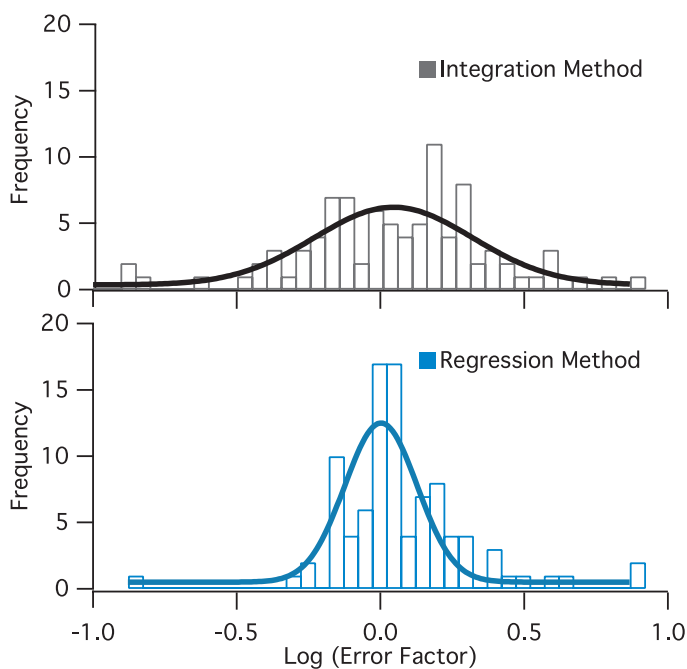 20
Integration Method
15
Frequency
10
5
0
20
Regression Method
15
Frequency
10
5
0
-1.0 -0.5 0.0 0.5 1.0
Log (Error Factor)